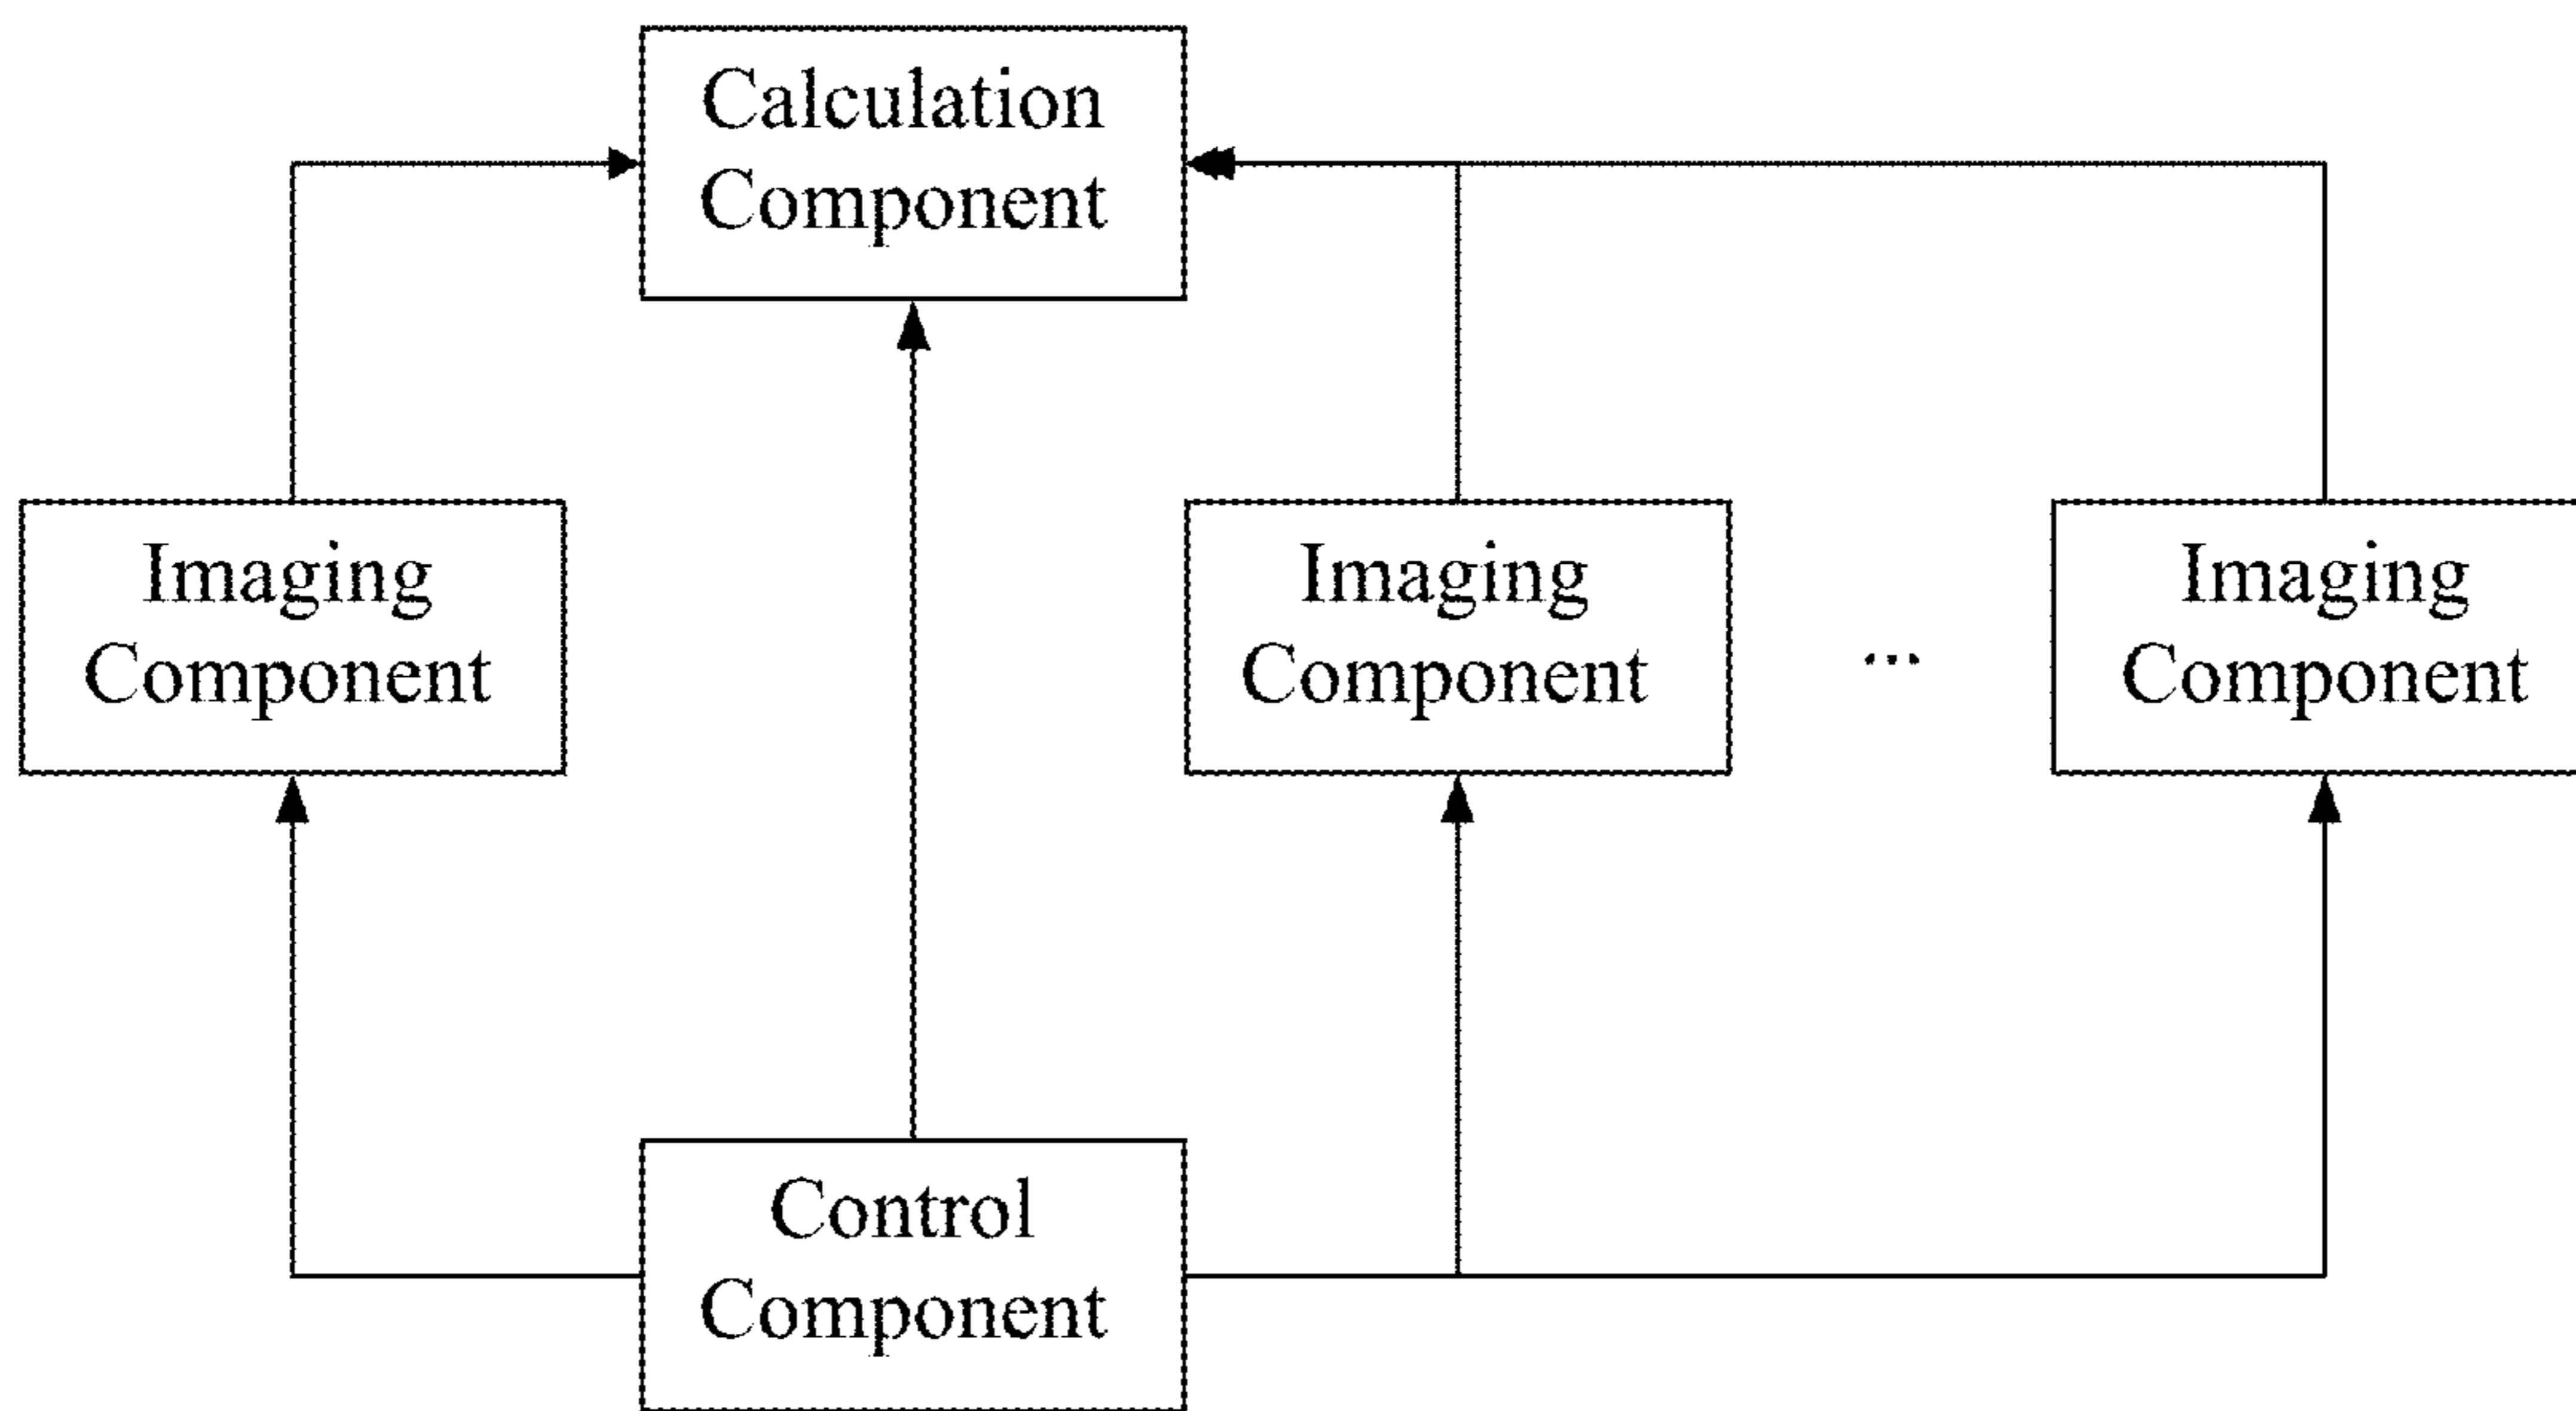 Calculation
Component
Imaging
Component
Imaging
Component
...
Imaging
Component
Control
Component